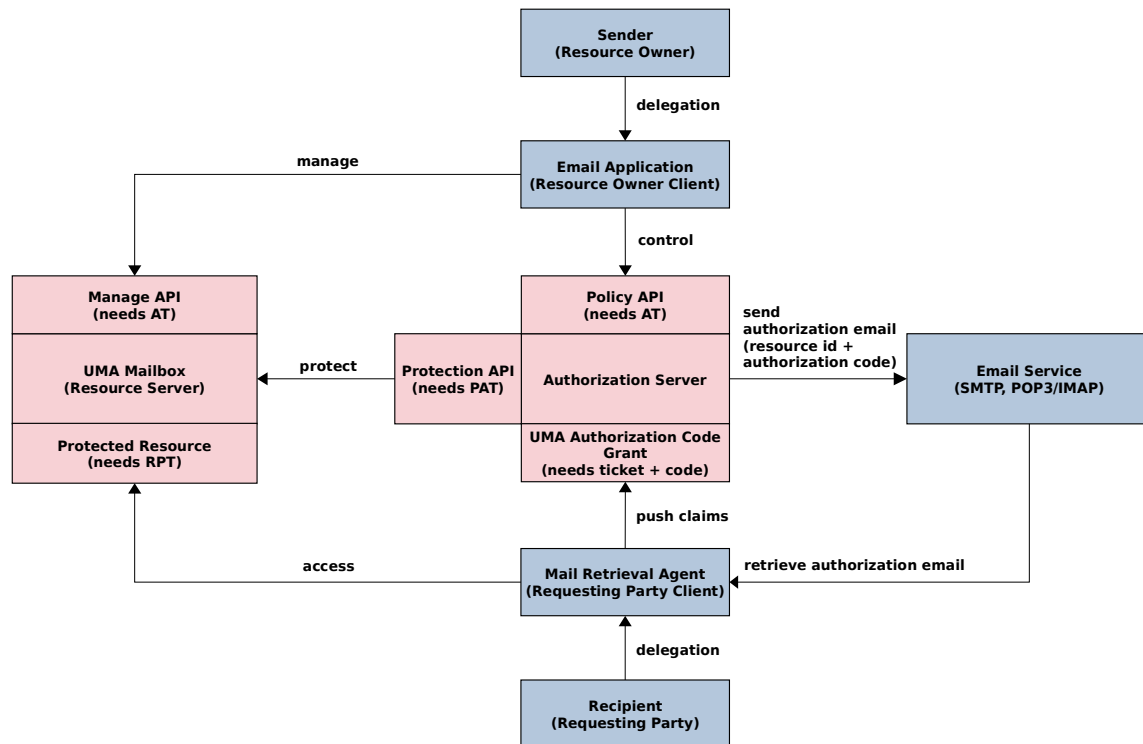 Sender
(Resource Owner)
delegation
manage
Email Application
(Resource Owner Client)
control
Manage API
(needs AT)
Policy API
(needs AT)
send
authorization email
(resource id +
authorization code)
UMA Mailbox
(Resource Server)
protect
Protection API
(needs PAT)
Authorization Server
Email Service
(SMTP, POP3/IMAP)
Protected Resource
(needs RPT)
UMA Authorization Code
Grant
(needs ticket + code)
push claims
access
Mail Retrieval Agent
(Requesting Party Client)
retrieve authorization email
delegation
Recipient
(Requesting Party)